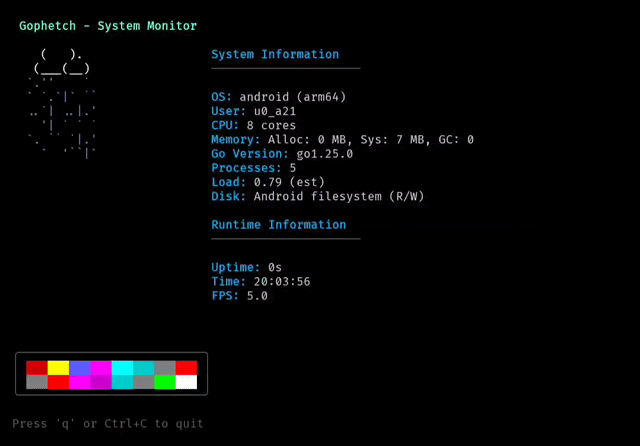 Gophetch - System Monitor
System Information
OS: android (arm64)
User: u0_a21
CPU: 8 cores
Memory: Alloc: 0 MB, Sys: 7 MB, GC: 0
Go Version: go1.25.0
Processes: 5
Load: 0.79 (est)
Disk: Android filesystem (R/W)
Runtime Information
Uptime: 0s
Time: 20:03:56
FPS: 5.0
Press 'q' or Ctrl+C to quit